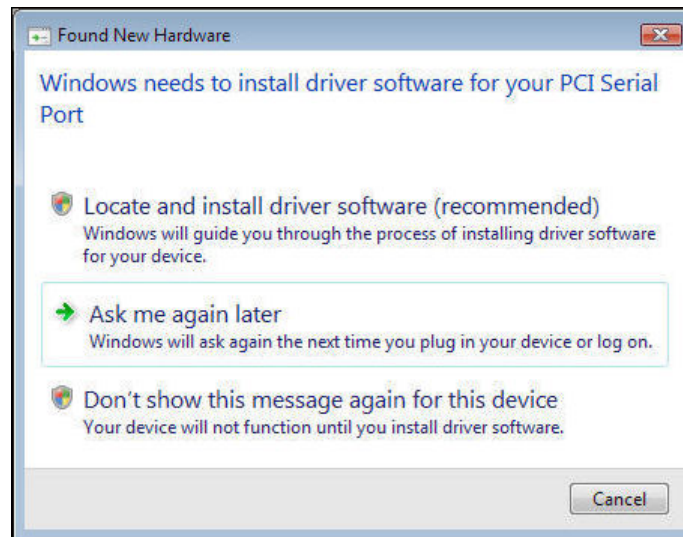 Found New Hardware
Windows needs to install driver software for your PCI Serial
Port
Locate and install driver software (recommended)
Windows will guide you through the process of installing driver software
for your device.
Ask me again later
Windows will ask again the next time you plug in your device or log on.
Don't show this message again for this device
Your device will not function until you install driver software.
Cancel